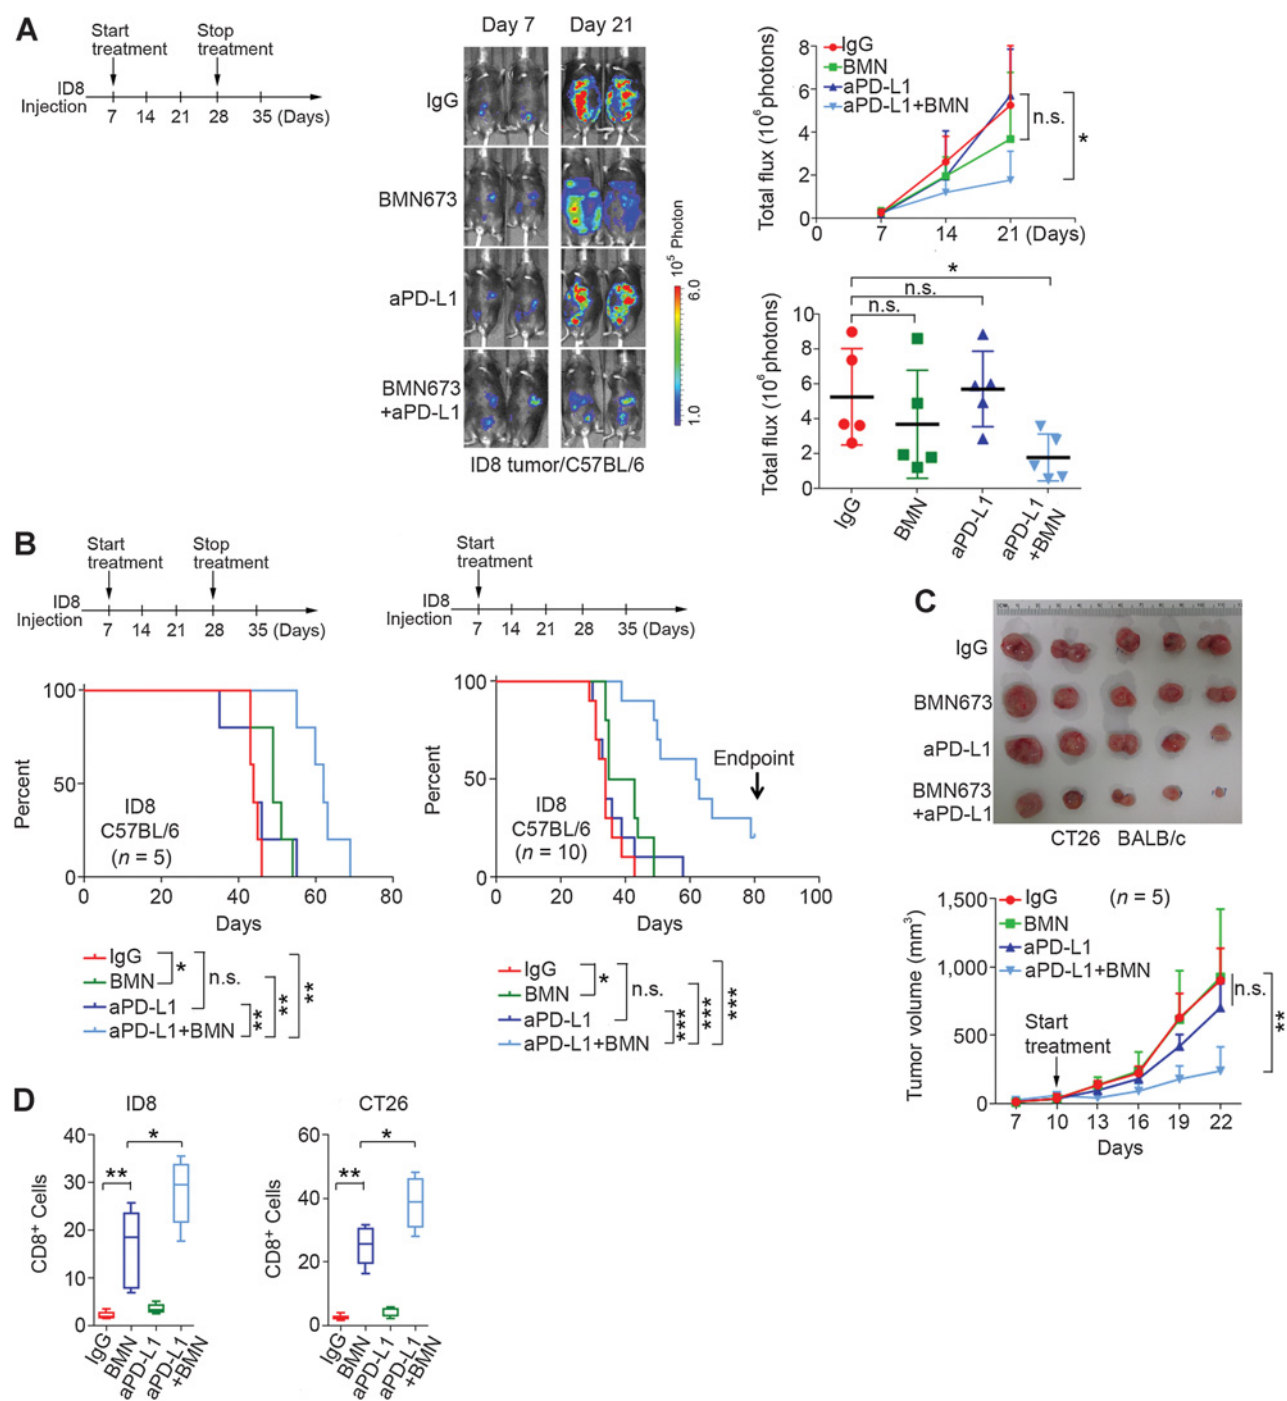 A
Start
treatment
Stop
treatment
ID8
Injection
7 14 21 28 35 (Days)
Day 7 Day 21
IgG
BMN673
aPD-L1
BMN673
+aPD-L1
ID8 tumor/C57BL/6
10⁵ Photon
6.0
1.0
Total flux (10⁶ photons)
8
6
4
2
0
0 7 14 21 (Days)
IgG
BMN
aPD-L1
aPD-L1+BMN
n.s.
*
Total flux (10⁶ photons)
10
8
6
4
2
0
*
n.s.
n.s.
IgG
BMN
aPD-L1
aPD-L1
+BMN
B
Start
treatment
Stop
treatment
ID8
Injection
7 14 21 28 35 (Days)
Percent
100
50
0
ID8
C57BL/6
(n = 5)
0 20 40 60 80
Days
IgG
BMN
aPD-L1
aPD-L1+BMN
*
n.s.
**
**
**
Start
treatment
ID8
Injection
7 14 21 28 35 (Days)
Percent
100
50
0
Endpoint
ID8
C57BL/6
(n = 10)
0 20 40 60 80 100
Days
IgG
BMN
aPD-L1
aPD-L1+BMN
*
n.s.
***
***
***
C
IgG
BMN673
aPD-L1
BMN673
+aPD-L1
CT26 BALB/c
Tumor volume (mm³)
1,500
1,000
500
0
IgG
BMN
aPD-L1
aPD-L1+BMN
(n = 5)
Start
treatment
n.s.
**
7 10 13 16 19 22
Days
D
ID8
CD8⁺ Cells
40
30
20
10
0
**
*
IgG
BMN
aPD-L1
aPD-L1
+BMN
CT26
CD8⁺ Cells
60
40
20
0
**
*
IgG
BMN
aPD-L1
aPD-L1
+BMN